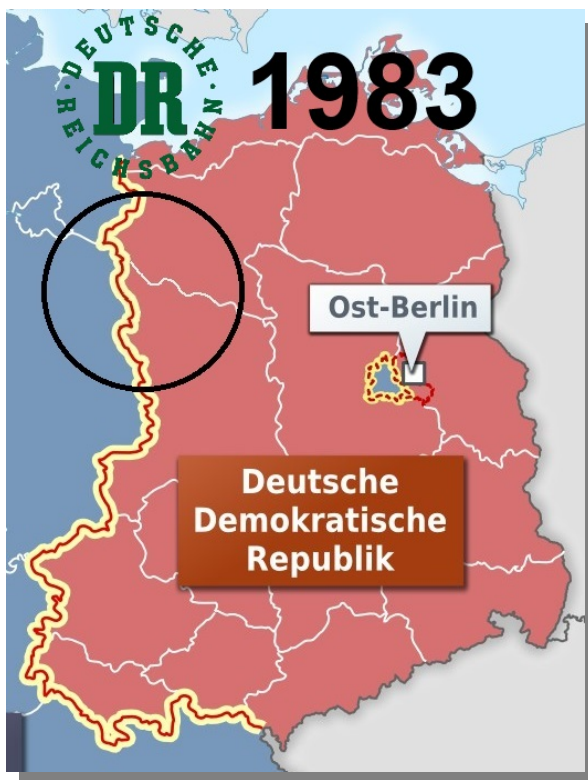 · DEUTSCHE ·
REICHSBAHN
DR
1983
Ost-Berlin
Deutsche
Demokratische
Republik